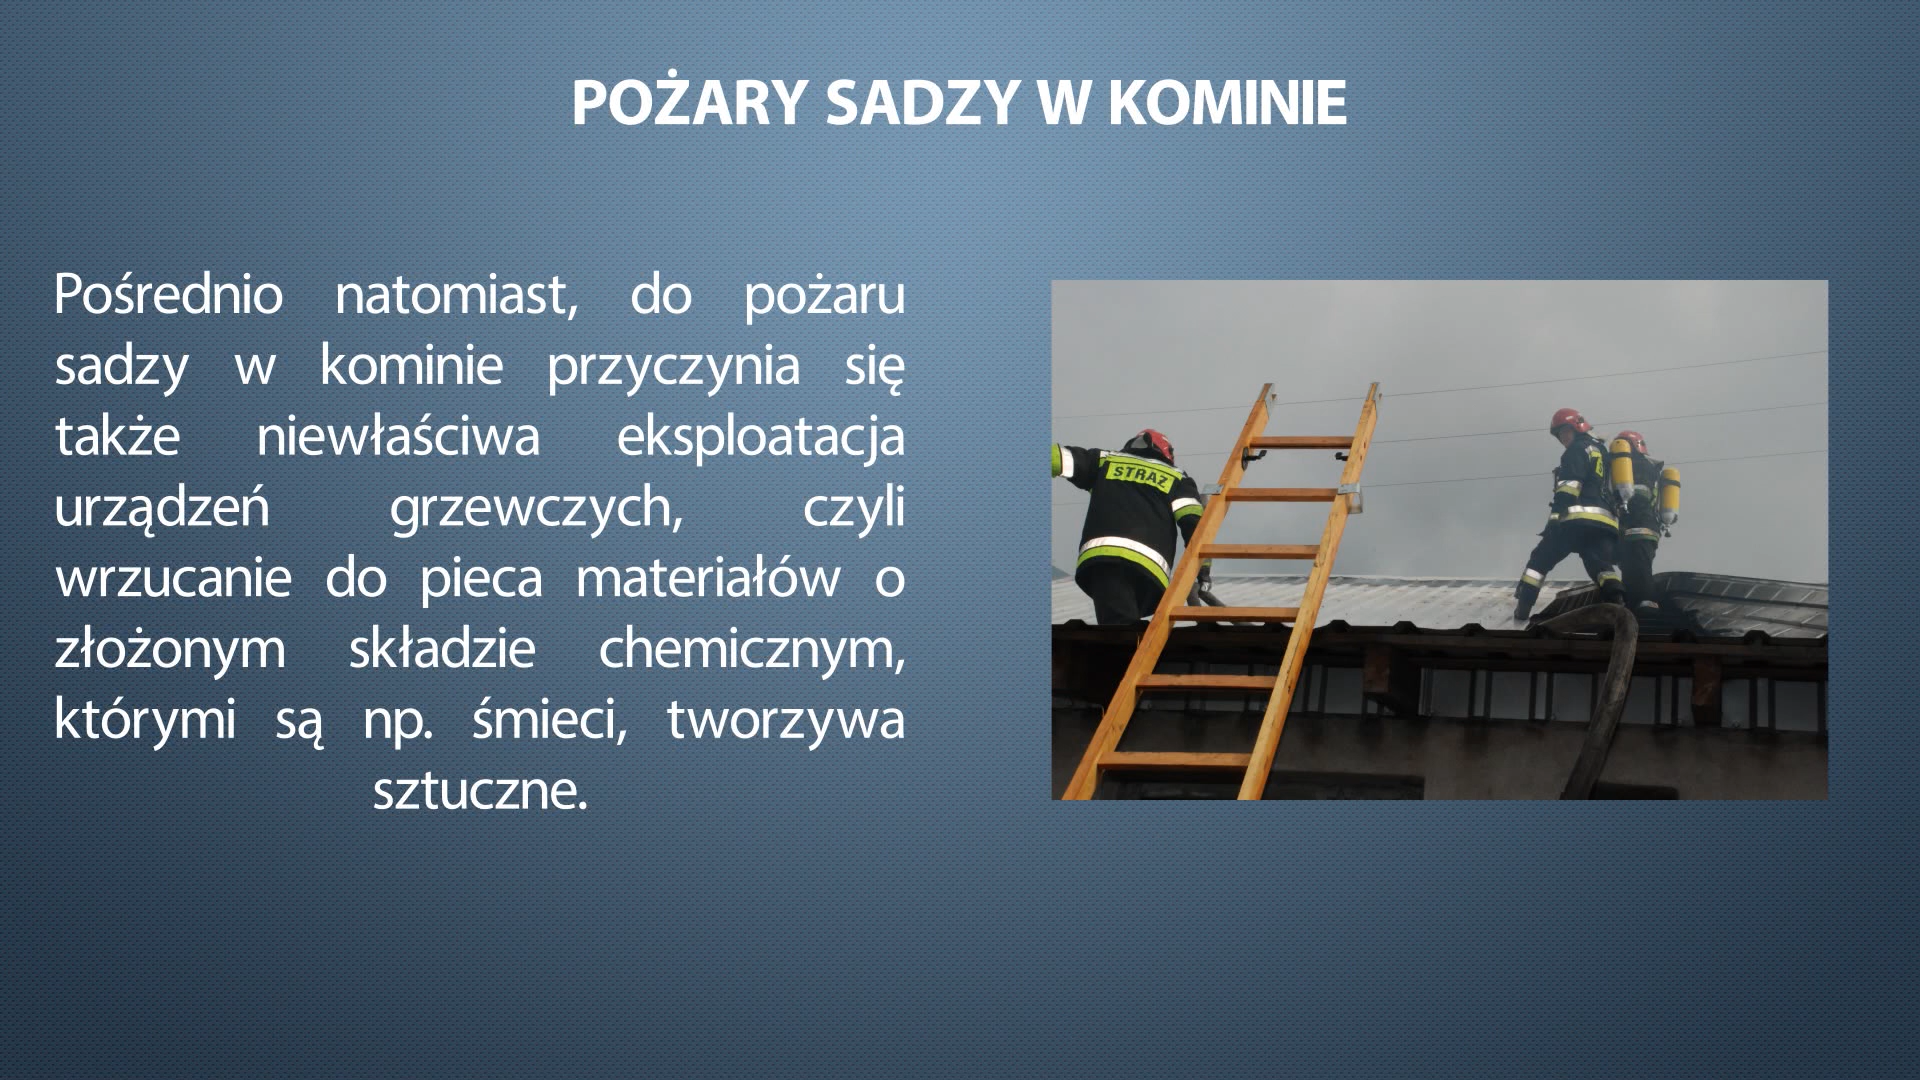 POŻARY SADZY W KOMINIE
Pośrednio natomiast, do pożaru
sadzy w kominie przyczynia się
także niewłaściwa eksploatacja
urządzeń grzewczych, czyli
wrzucanie do pieca materiałów o
złożonym składzie chemicznym,
którymi są np. śmieci, tworzywa
sztuczne.
STRAŻ